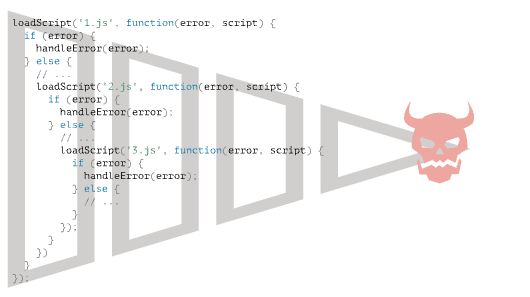 loadScript('1.js', function(error, script) {
  if (error) {
    handleError(error);
  } else {
    // ...
    loadScript('2.js', function(error, script) {
      if (error) {
        handleError(error);
      } else {
        // ...
        loadScript('3.js', function(error, script) {
          if (error) {
            handleError(error);
          } else {
            // ...
          }
        });
      }
    })
  }
});